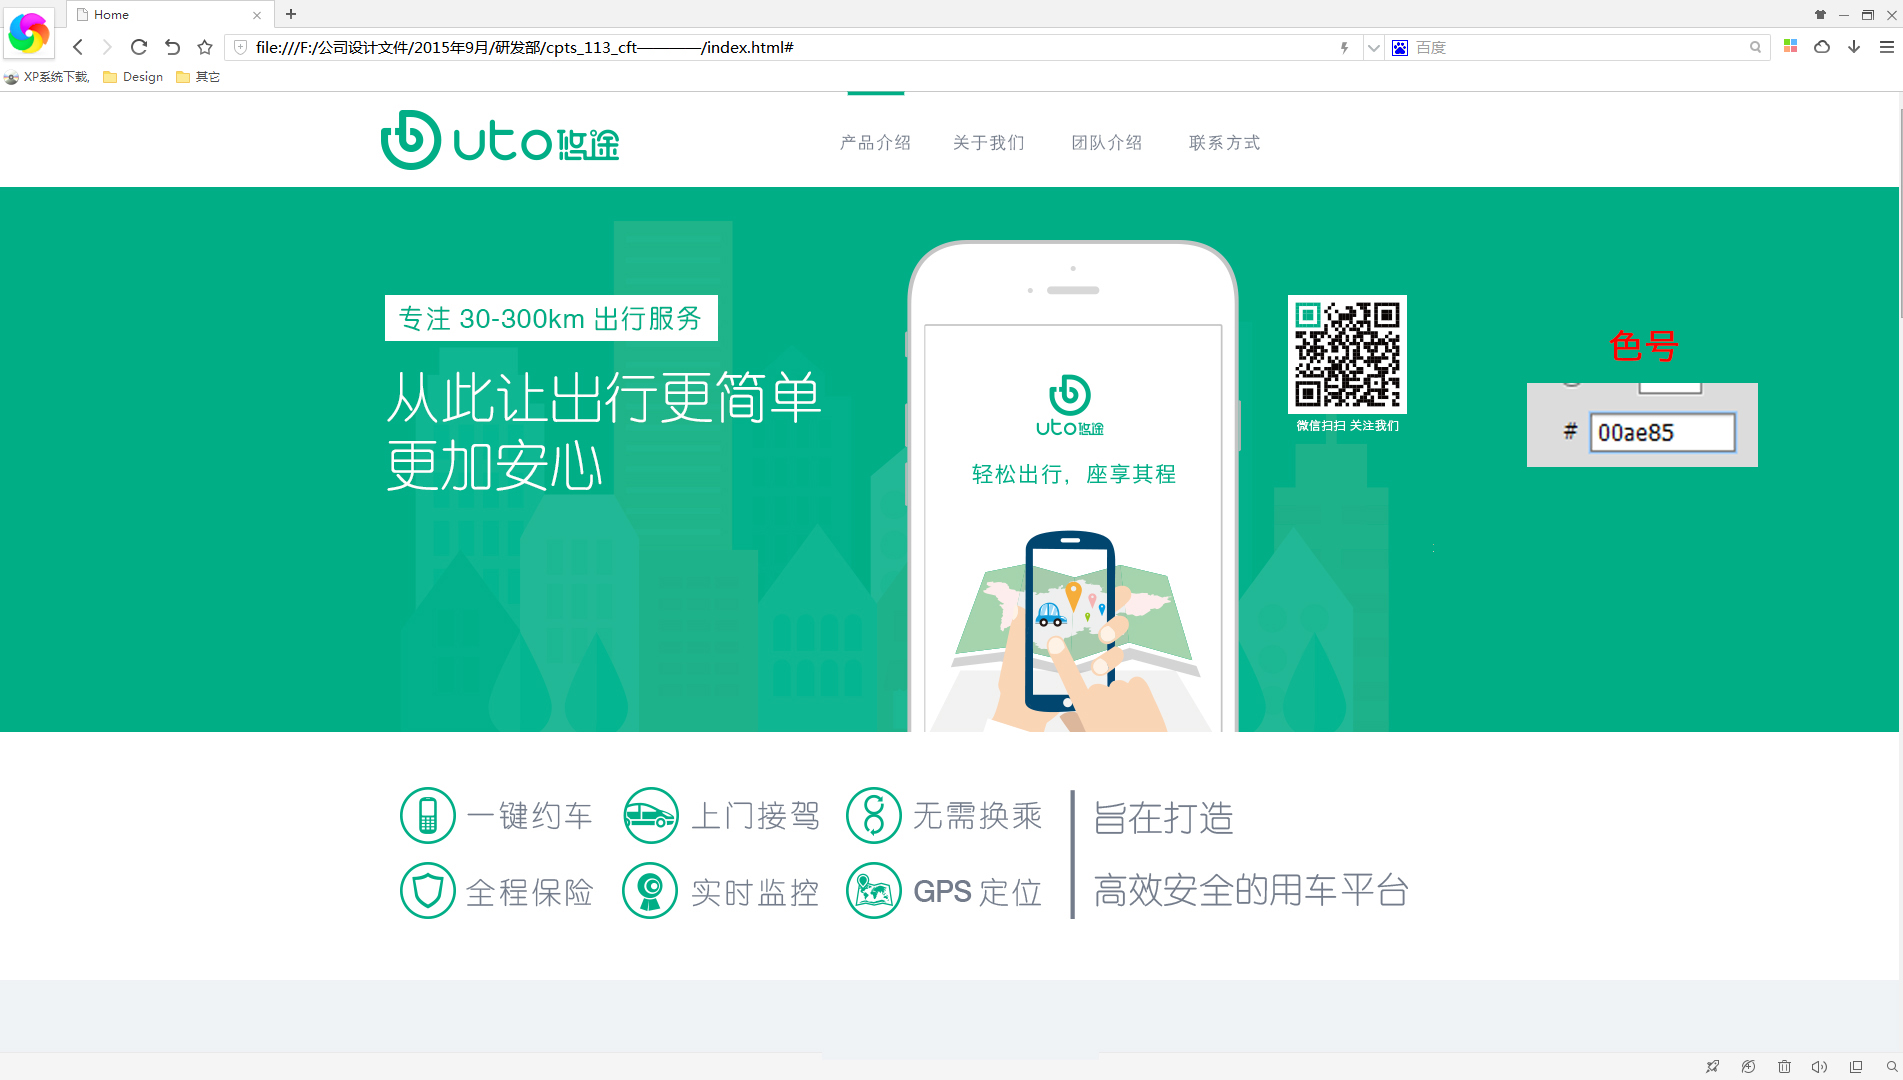 Home
file:///F:/公司设计文件/2015年9月/研发部/cpts_113_cft————/index.html#
百度
XP系统下载,
Design
其它
uto悠途
产品介绍
关于我们
团队介绍
联系方式
专注 30-300km 出行服务
从此让出行更简单
更加安心
uto悠途
轻松出行，座享其程
微信扫扫 关注我们
色号
# 00ae85
一键约车
上门接驾
无需换乘
旨在打造
全程保险
实时监控
GPS 定位
高效安全的用车平台